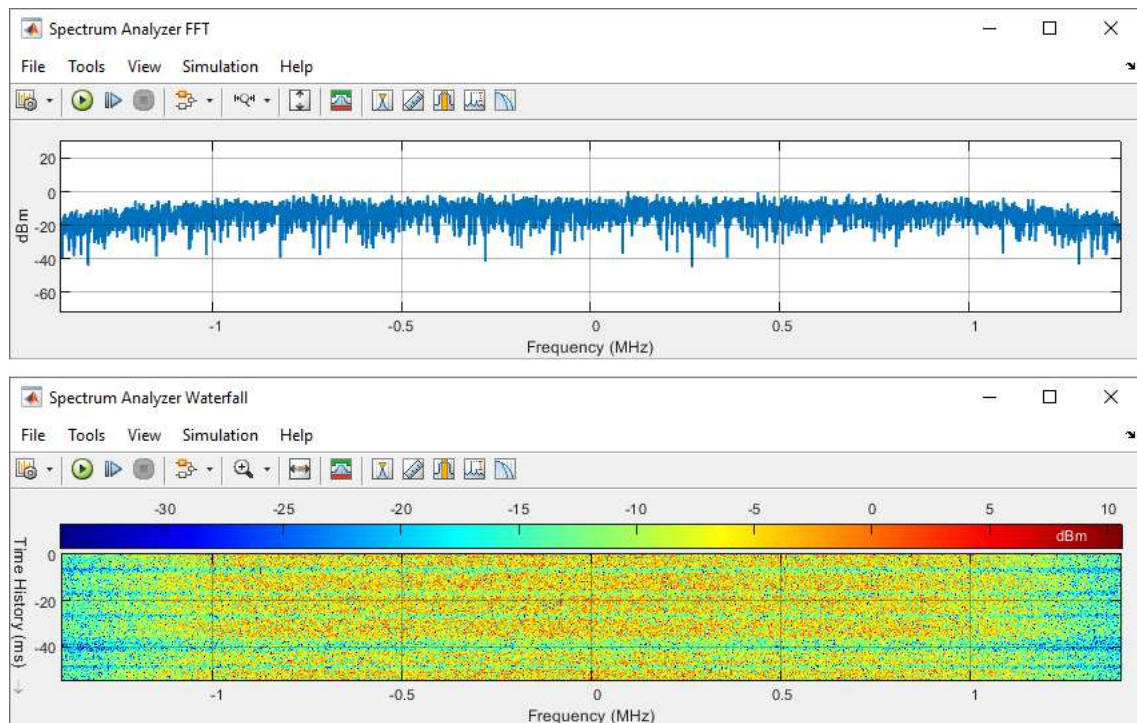 Spectrum Analyzer FFT
File Tools View Simulation Help
20
0
-20
-40
-60
dBm
-1 -0.5 0 0.5 1
Frequency (MHz)
Spectrum Analyzer Waterfall
File Tools View Simulation Help
-30 -25 -20 -15 -10 -5 0 5 10
dBm
0
-20
-40
Time History (ms)
-1 -0.5 0 0.5 1
Frequency (MHz)